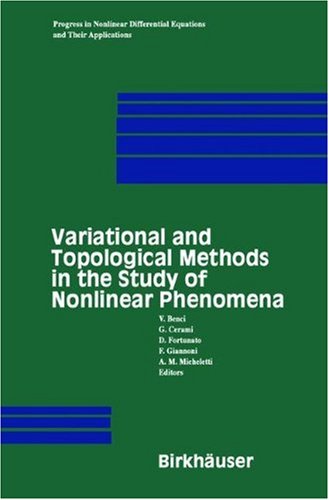 Progress in Nonlinear Differential Equations
and Their Applications
Variational and
Topological Methods
in the Study of
Nonlinear Phenomena
V. Benci
G. Cerami
D. Fortunato
F. Giannoni
A. M. Micheletti
Editors
Birkhäuser